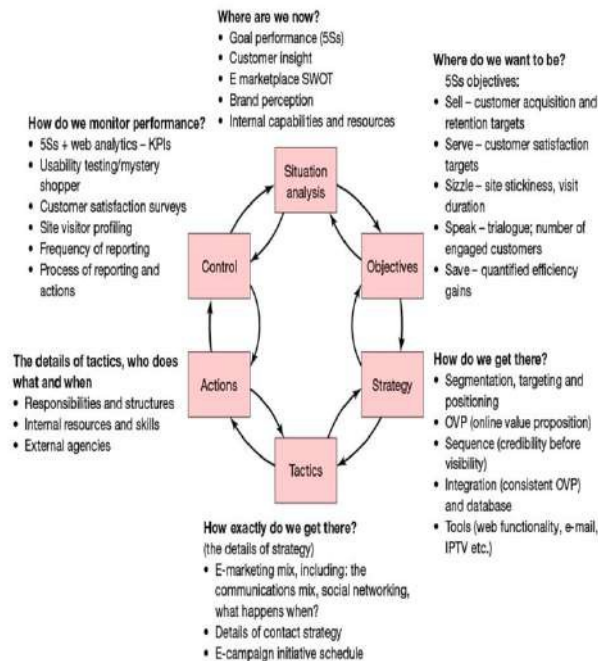 Where are we now?
• Goal performance (5Ss)
• Customer insight
• E marketplace SWOT
• Brand perception
• Internal capabilities and resources
Where do we want to be?
5Ss objectives:
• Sell – customer acquisition and
retention targets
• Serve – customer satisfaction
targets
• Sizzle – site stickiness, visit
duration
• Speak – trialogue; number of
engaged customers
• Save – quantified efficiency
gains
How do we monitor performance?
• 5Ss + web analytics – KPIs
• Usability testing/mystery
shopper
• Customer satisfaction surveys
• Site visitor profiling
• Frequency of reporting
• Process of reporting and
actions
Situation
analysis
Control
Objectives
Actions
Strategy
Tactics
The details of tactics, who does
what and when
• Responsibilities and structures
• Internal resources and skills
• External agencies
How do we get there?
• Segmentation, targeting and
positioning
• OVP (online value proposition)
• Sequence (credibility before
visibility)
• Integration (consistent OVP)
and database
• Tools (web functionality, e-mail,
IPTV etc.)
How exactly do we get there?
(the details of strategy)
• E-marketing mix, including: the
communications mix, social networking,
what happens when?
• Details of contact strategy
• E-campaign initiative schedule